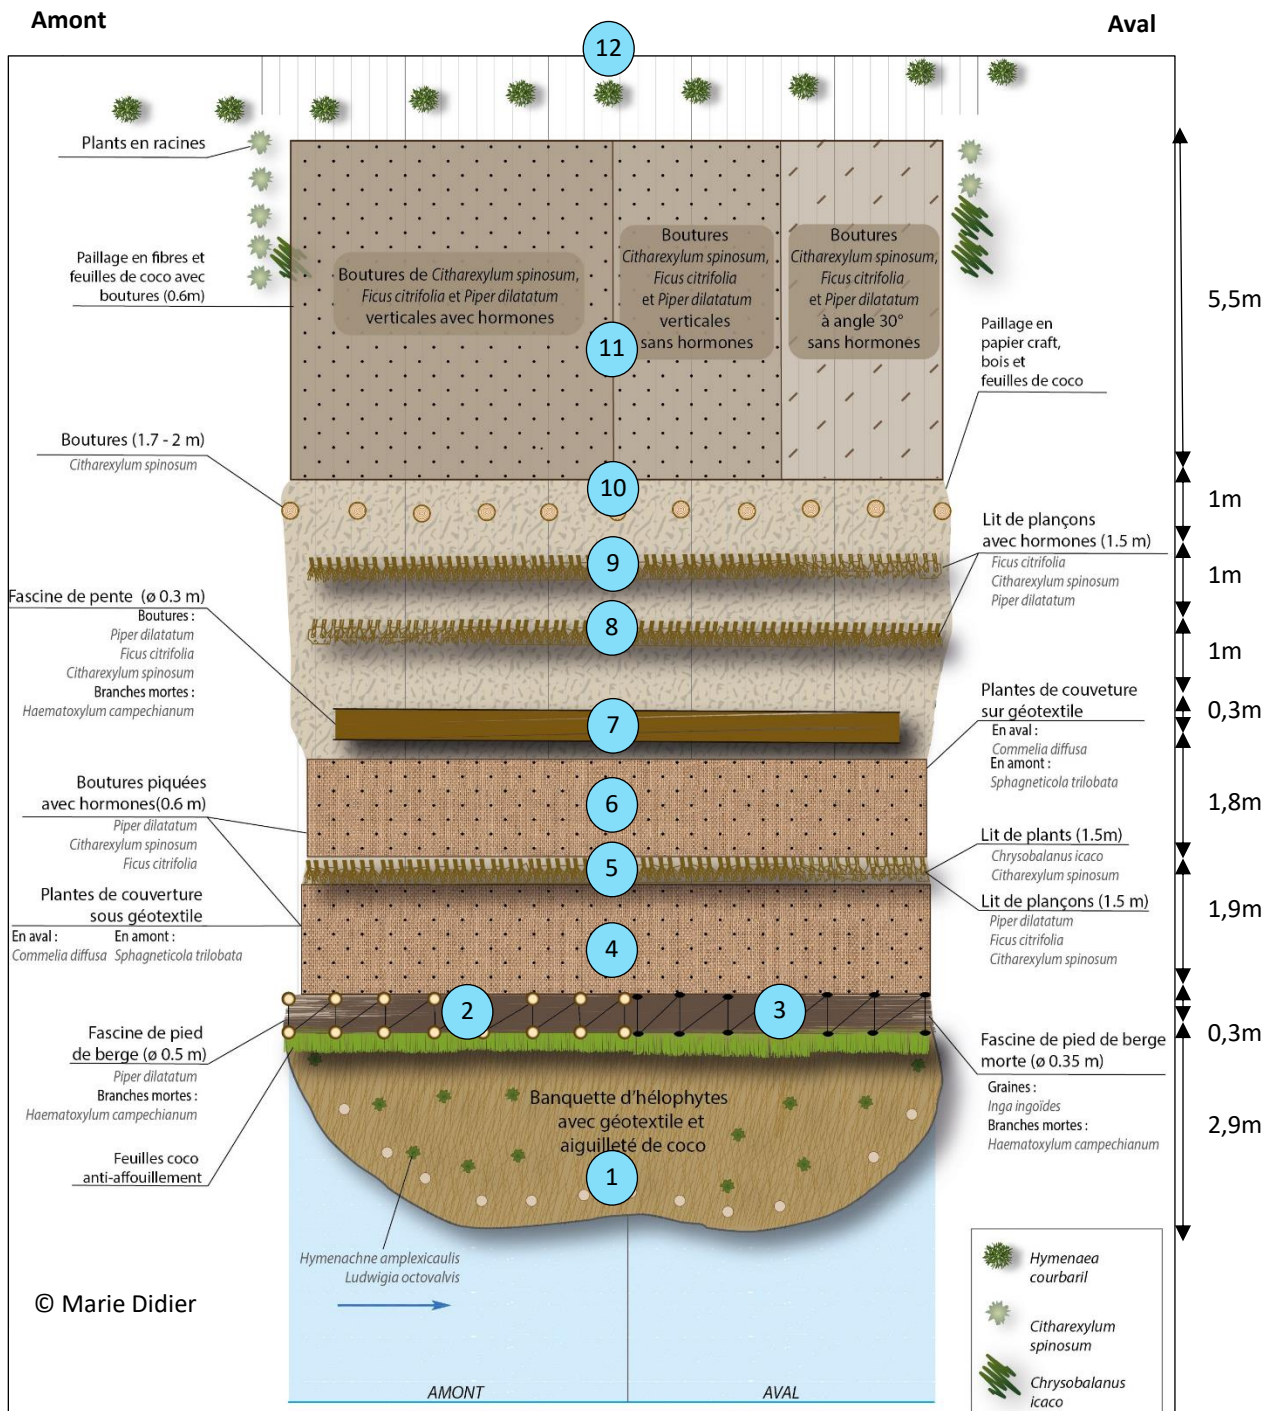 Amont
Aval
12
Plants en racines
Paillage en fibres et
feuilles de coco avec
boutures (0.6m)
Boutures de Citharexylum spinosum,
Ficus citrifolia et Piper dilatatum
verticales avec hormones
Boutures
Citharexylum spinosum,
Ficus citrifolia
et Piper dilatatum
verticales
sans hormones
Boutures
Citharexylum spinosum,
Ficus citrifolia
et Piper dilatatum
à angle 30°
sans hormones
11
5,5m
Paillage en
papier craft,
bois et
feuilles de coco
Boutures (1.7 - 2 m)
Citharexylum spinosum
10
1m
Lit de plançons
avec hormones (1.5 m)
Ficus citrifolia
Citharexylum spinosum
Piper dilatatum
9
1m
Fascine de pente (ø 0.3 m)
Boutures :
Piper dilatatum
Ficus citrifolia
Citharexylum spinosum
Branches mortes :
Haematoxylum campechianum
8
1m
7
0,3m
Plantes de couveture
sur géotextile
En aval :
Commelia diffusa
En amont :
Sphagneticola trilobata
Boutures piquées
avec hormones(0.6 m)
Piper dilatatum
Citharexylum spinosum
Ficus citrifolia
6
1,8m
Lit de plants (1.5m)
Chrysobalanus icaco
Citharexylum spinosum
5
Lit de plançons (1.5 m)
Piper dilatatum
Ficus citrifolia
Citharexylum spinosum
1,9m
Plantes de couverture
sous géotextile
En aval : En amont :
Commelia diffusa Sphagneticola trilobata
4
2
3
0,3m
Fascine de pied
de berge (ø 0.5 m)
Piper dilatatum
Branches mortes :
Haematoxylum campechianum
Fascine de pied de berge
morte (ø 0.35 m)
Graines :
Inga ingoïdes
Branches mortes :
Haematoxylum campechianum
Banquette d'hélophytes
avec géotextile et
aiguilleté de coco
2,9m
Feuilles coco
anti-affouillement
1
Hymenachne amplexicaulis
Ludwigia octovalvis
© Marie Didier
Hymenaea
courbaril
Citharexylum
spinosum
Chrysobalanus
icaco
AMONT
AVAL